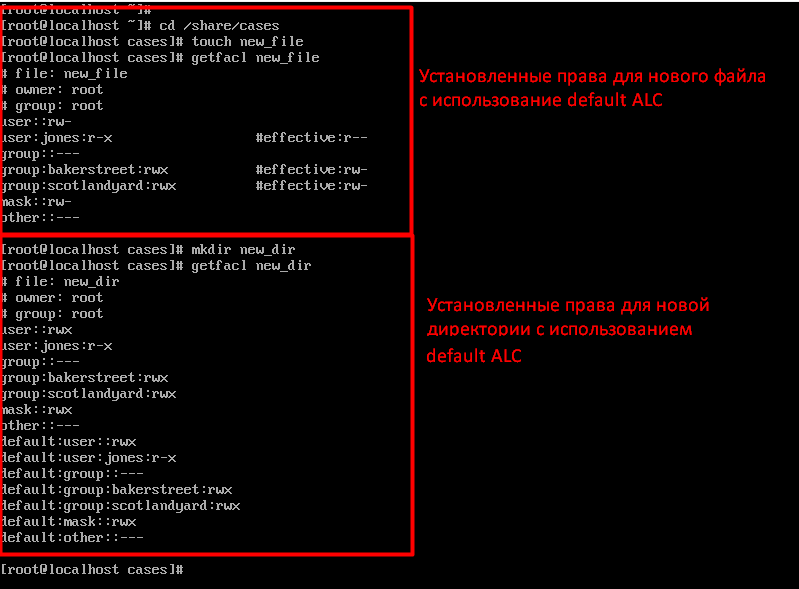 [root@localhost ~]#
[root@localhost ~]# cd /share/cases
[root@localhost cases]# touch new_file
[root@localhost cases]# getfacl new_file
# file: new_file
# owner: root
# group: root
user::rw-
user:jones:r-x #effective:r--
group::---
group:bakerstreet:rwx #effective:rw-
group:scotlandyard:rwx #effective:rw-
mask::rw-
other::---
Установленные права для нового файла
с использование default ALC
[root@localhost cases]# mkdir new_dir
[root@localhost cases]# getfacl new_dir
# file: new_dir
# owner: root
# group: root
user::rwx
user:jones:r-x
group::---
group:bakerstreet:rwx
group:scotlandyard:rwx
mask::rwx
other::---
default:user::rwx
default:user:jones:r-x
default:group::---
default:group:bakerstreet:rwx
default:group:scotlandyard:rwx
default:mask::rwx
default:other::---
Установленные права для новой
директории с использованием
default ALC
[root@localhost cases]#